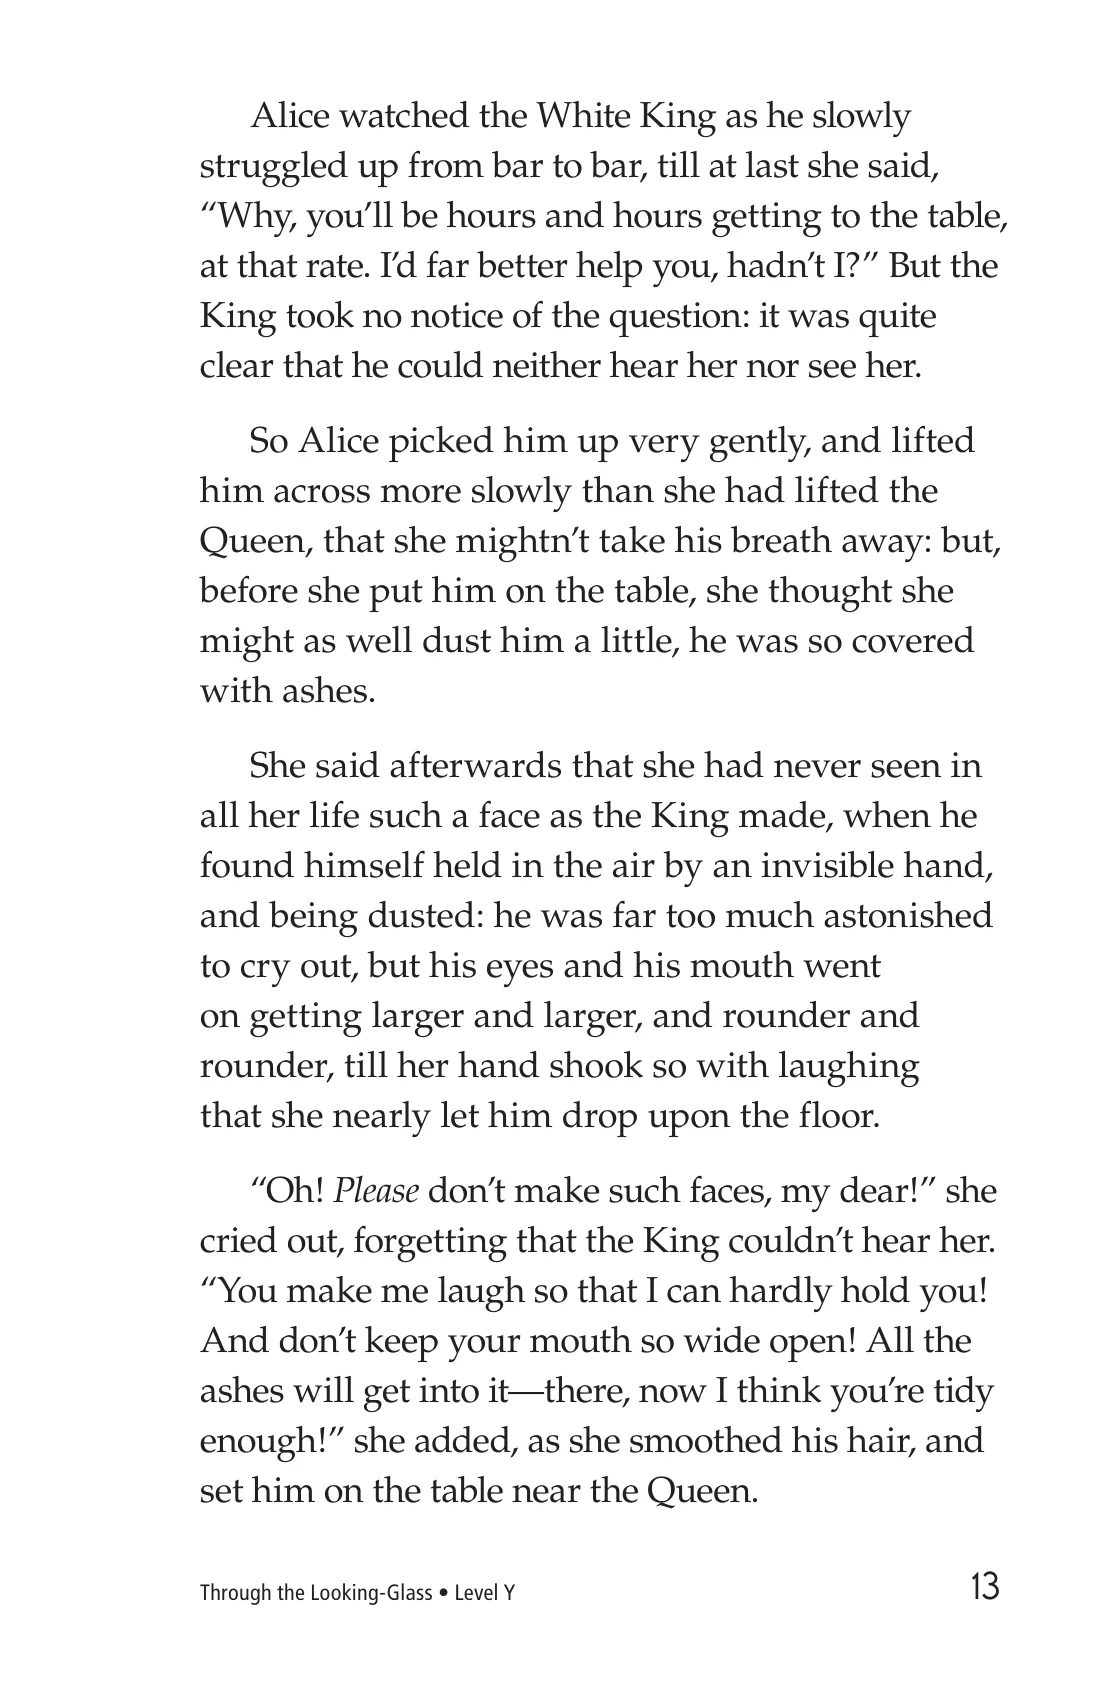 Alice watched the White King as he slowly
struggled up from bar to bar, till at last she said,
“Why, you’ll be hours and hours getting to the table,
at that rate. I’d far better help you, hadn’t I?” But the
King took no notice of the question: it was quite
clear that he could neither hear her nor see her.
So Alice picked him up very gently, and lifted
him across more slowly than she had lifted the
Queen, that she mightn’t take his breath away: but,
before she put him on the table, she thought she
might as well dust him a little, he was so covered
with ashes.
She said afterwards that she had never seen in
all her life such a face as the King made, when he
found himself held in the air by an invisible hand,
and being dusted: he was far too much astonished
to cry out, but his eyes and his mouth went
on getting larger and larger, and rounder and
rounder, till her hand shook so with laughing
that she nearly let him drop upon the floor.
“Oh! Please don’t make such faces, my dear!” she
cried out, forgetting that the King couldn’t hear her.
“You make me laugh so that I can hardly hold you!
And don’t keep your mouth so wide open! All the
ashes will get into it—there, now I think you’re tidy
enough!” she added, as she smoothed his hair, and
set him on the table near the Queen.
Through the Looking-Glass • Level Y 13